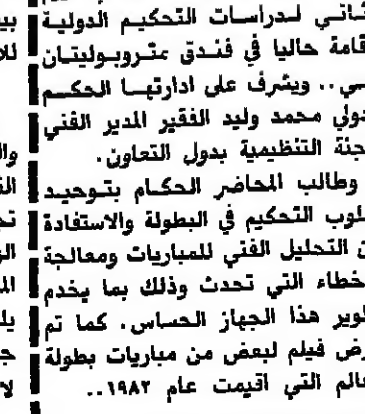 ثاني لدراسات التحكيم الدولية
قامة حاليا في فندق متروبوليتان
سي .. ويشرف على ادارتها الحكم
دولي محمد وليد الفقير المدير الفني
جنة التنظيمية بدول التعاون .
وطالب المحاضر الحكام بتوحيد
لوب التحكيم في البطولة والاستفادة
ن التحليل الفني للمباريات ومعالجة
خطاء التي تحدث وذلك بما يخدم
لوير هذا الجهاز الحساس . كما تم
رض فيلم لبعض من مباريات بطولة
عالم التي اقيمت عام ١٩٨٢ ..